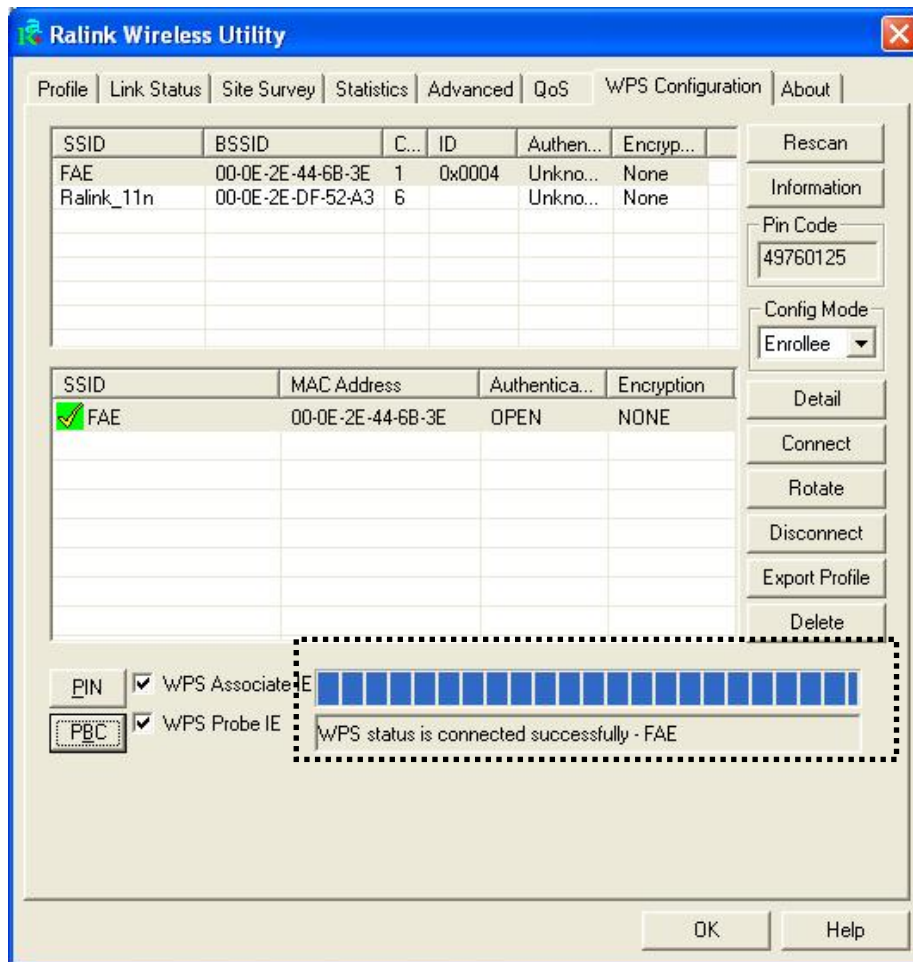 Ralink Wireless Utility
Profile Link Status Site Survey Statistics Advanced QoS WPS Configuration About
SSID BSSID C... ID Authen... Encryp...
FAE 00-0E-2E-44-6B-3E 1 0x0004 Unkno... None
Ralink_11n 00-0E-2E-DF-52-A3 6 Unkno... None
Rescan
Information
Pin Code
49760125
Config Mode
Enrollee
SSID MAC Address Authentica... Encryption
FAE 00-0E-2E-44-6B-3E OPEN NONE
Detail
Connect
Rotate
Disconnect
Export Profile
Delete
PIN WPS Associate IE
PBC WPS Probe IE WPS status is connected successfully - FAE
OK Help